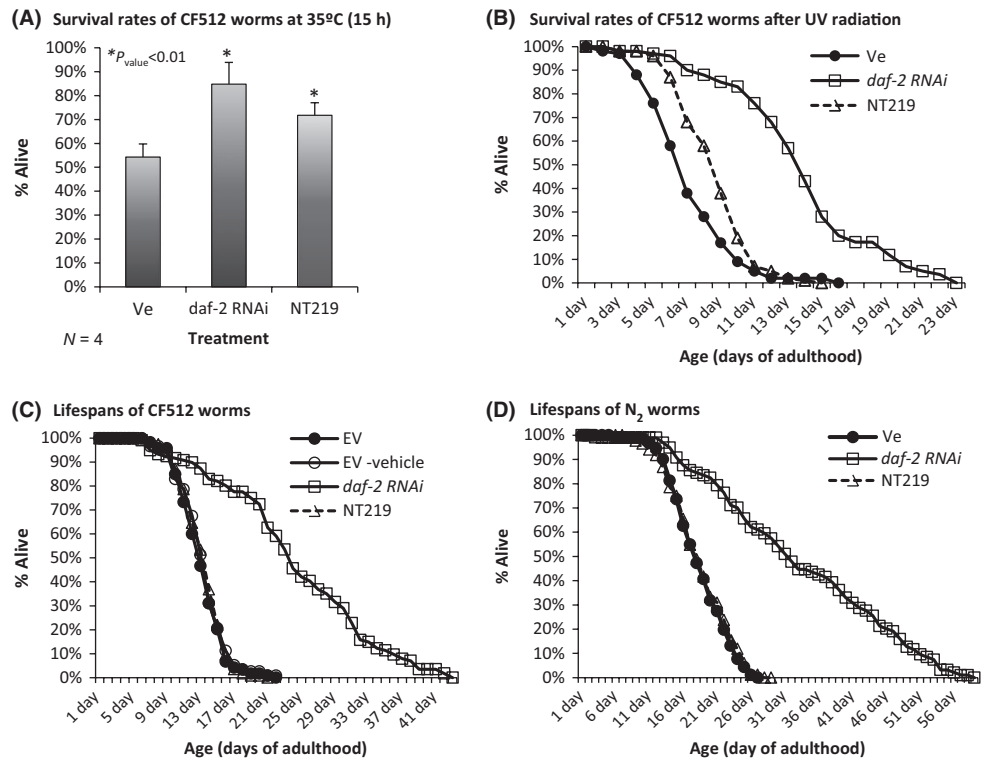 (A) Survival rates of CF512 worms at 35ºC (15 h)
*Pvalue<0.01
% Alive
100%
90%
80%
70%
60%
50%
40%
30%
20%
10%
0%
*
*
Ve
daf-2 RNAi
NT219
N = 4
Treatment
(B) Survival rates of CF512 worms after UV radiation
% Alive
100%
90%
80%
70%
60%
50%
40%
30%
20%
10%
0%
Ve
daf-2 RNAi
NT219
1 day
3 day
5 day
7 day
9 day
11 day
13 day
15 day
17 day
19 day
21 day
23 day
Age (days of adulthood)
(C) Lifespans of CF512 worms
% Alive
100%
90%
80%
70%
60%
50%
40%
30%
20%
10%
0%
EV
EV -vehicle
daf-2 RNAi
NT219
1 day
5 day
9 day
13 day
17 day
21 day
25 day
29 day
33 day
37 day
41 day
Age (days of adulthood)
(D) Lifespans of N2 worms
% Alive
100%
90%
80%
70%
60%
50%
40%
30%
20%
10%
0%
Ve
daf-2 RNAi
NT219
1 day
6 day
11 day
16 day
21 day
26 day
31 day
36 day
41 day
46 day
51 day
56 day
Age (day of adulthood)